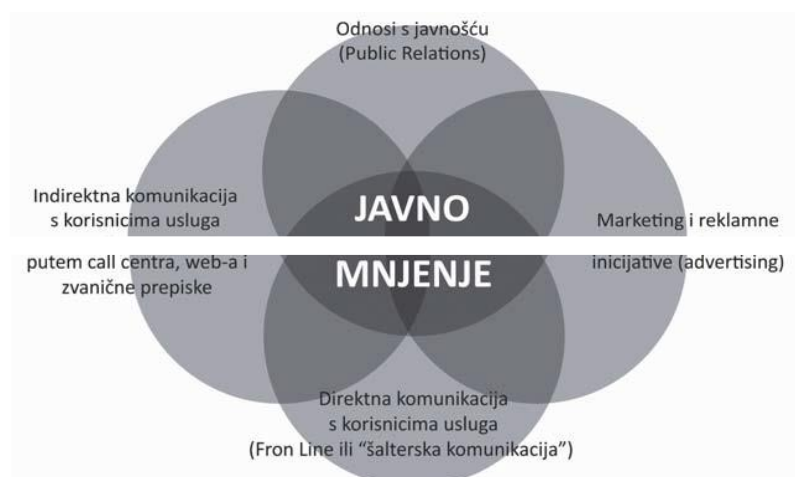 Odnosi s javnošću
(Public Relations)
Indirektna komunikacija
s korisnicima usluga
putem call centra, web-a i
zvanične prepiske
JAVNO
MNJENJE
Marketing i reklamne
inicijative (advertising)
Direktna komunikacija
s korisnicima usluga
(Fron Line ili “šalterska komunikacija”)